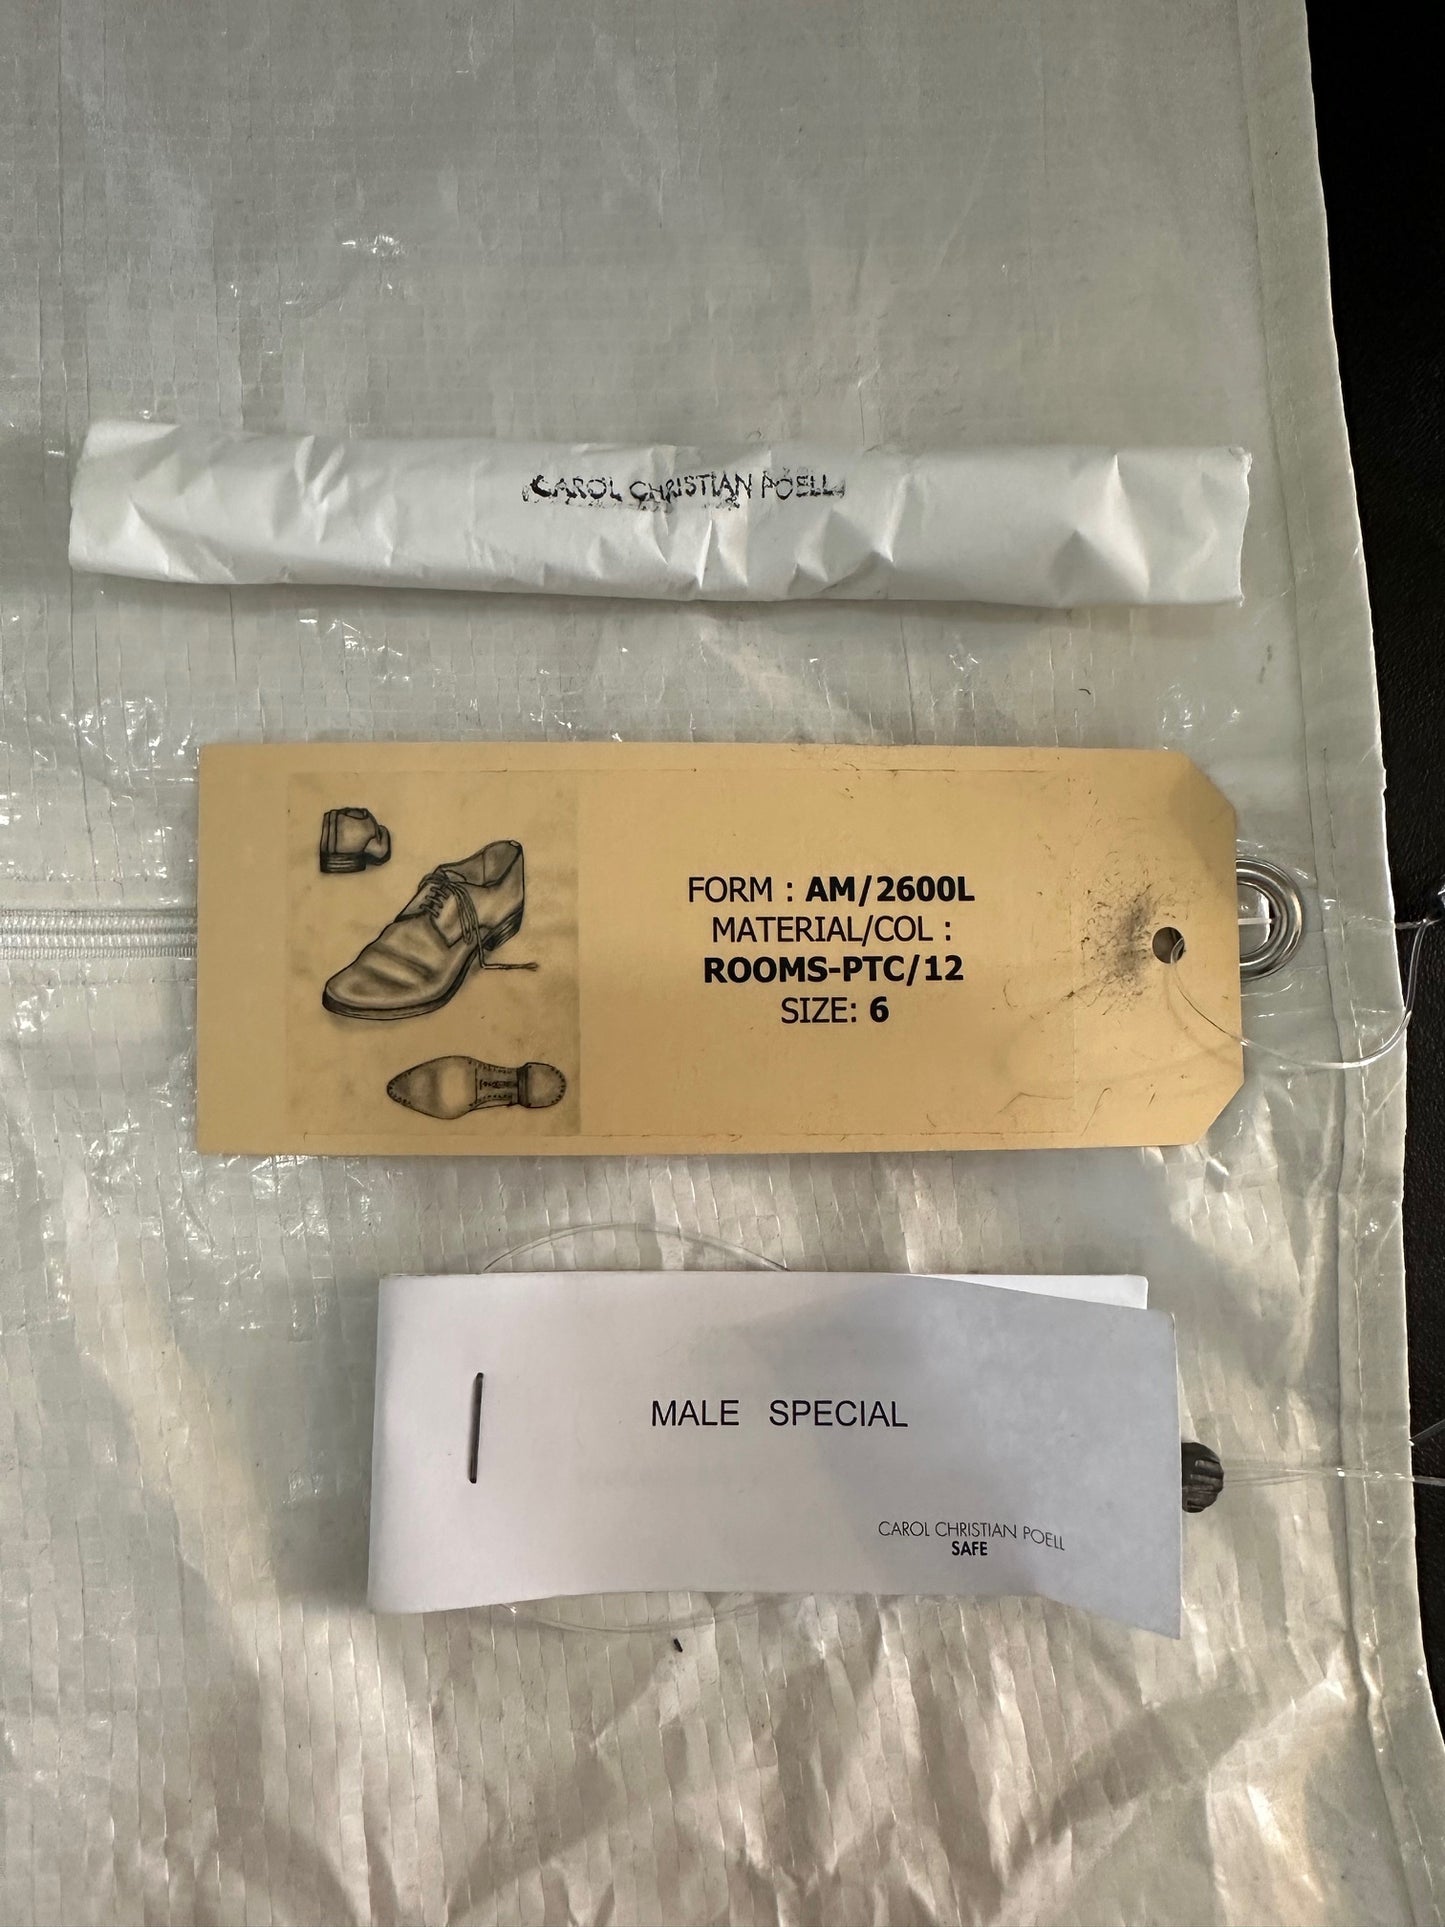 CAROL CHRISTIAN POELL
FORM : AM/2600L
MATERIAL/COL :
ROOMS-PTC/12
SIZE: 6
MALE SPECIAL
CAROL CHRISTIAN POELL
SAFE